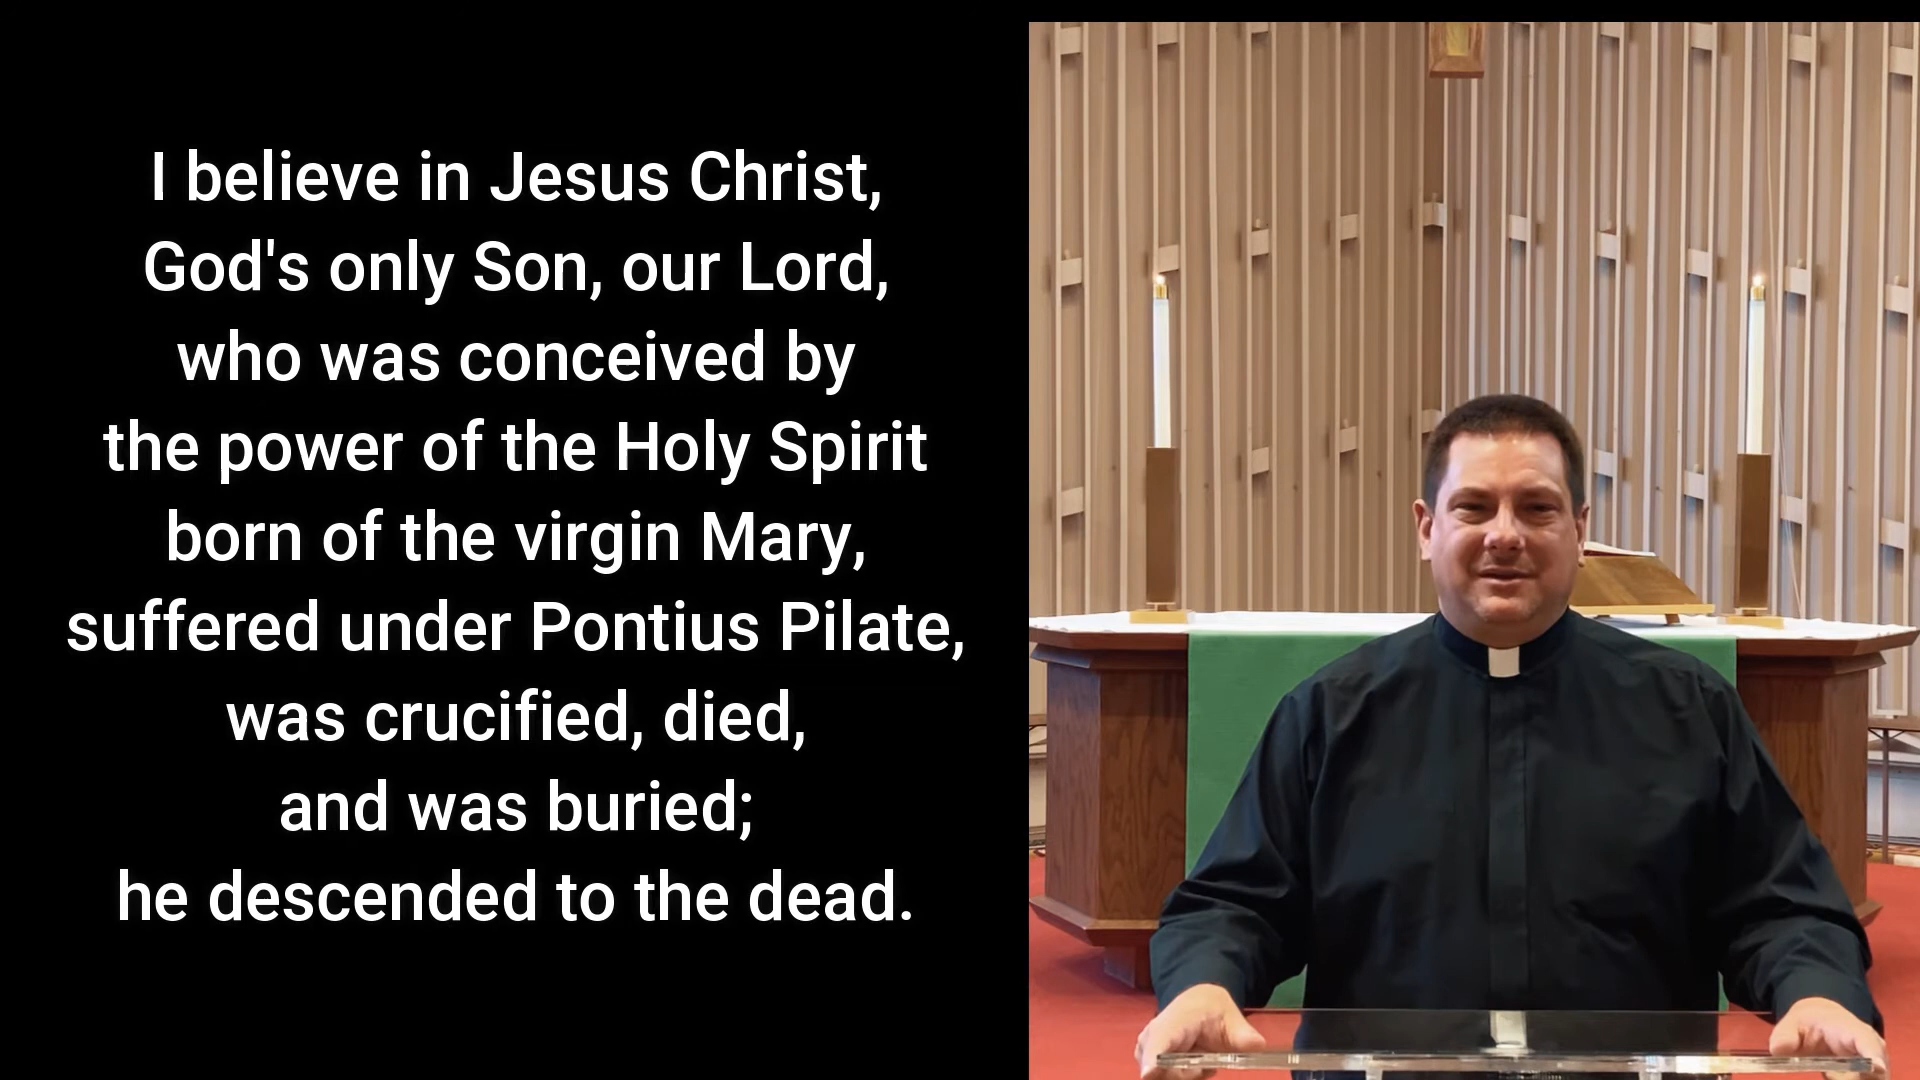 I believe in Jesus Christ,
God's only Son, our Lord,
who was conceived by
the power of the Holy Spirit
born of the virgin Mary,
suffered under Pontius Pilate,
was crucified, died,
and was buried;
he descended to the dead.